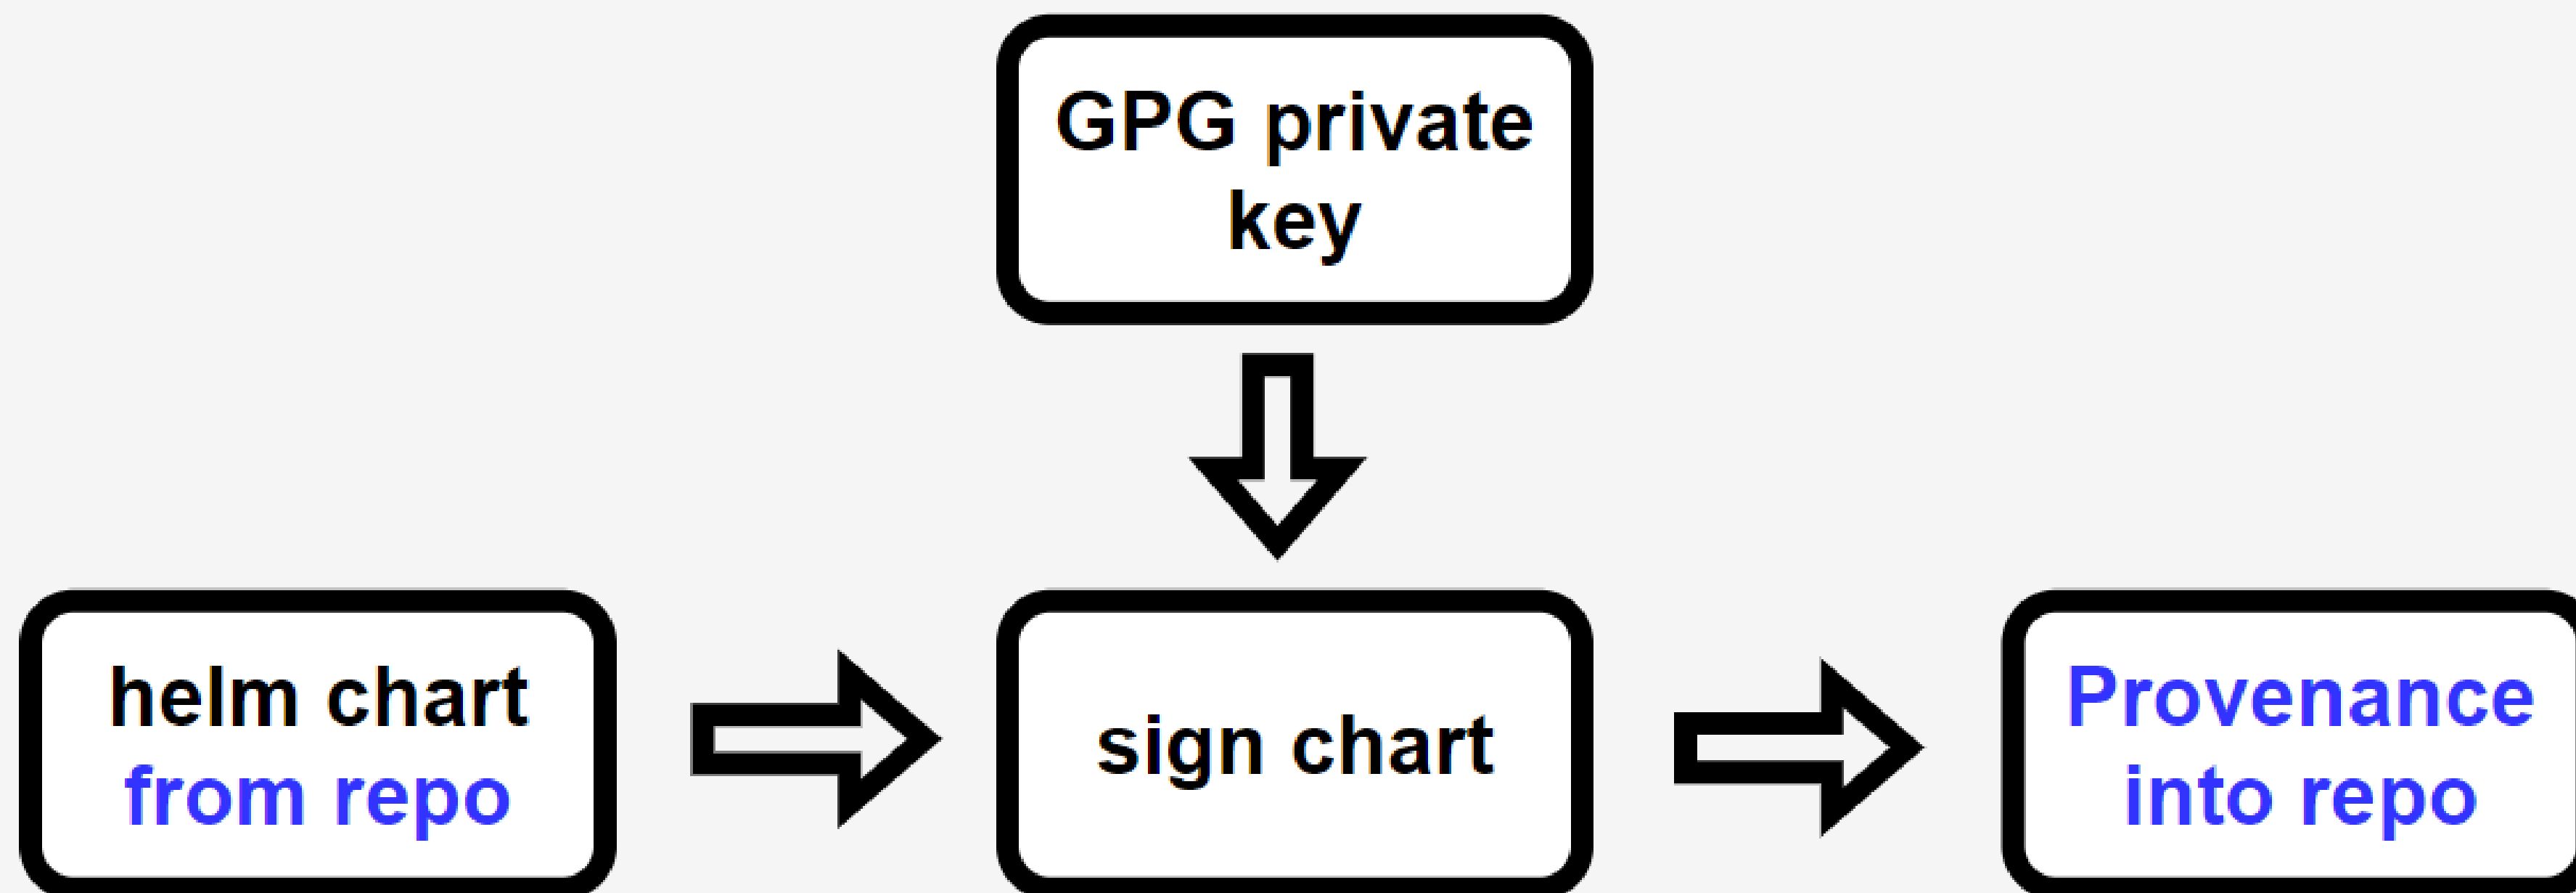 GPG private
key
helm chart
from repo
sign chart
Provenance
into repo